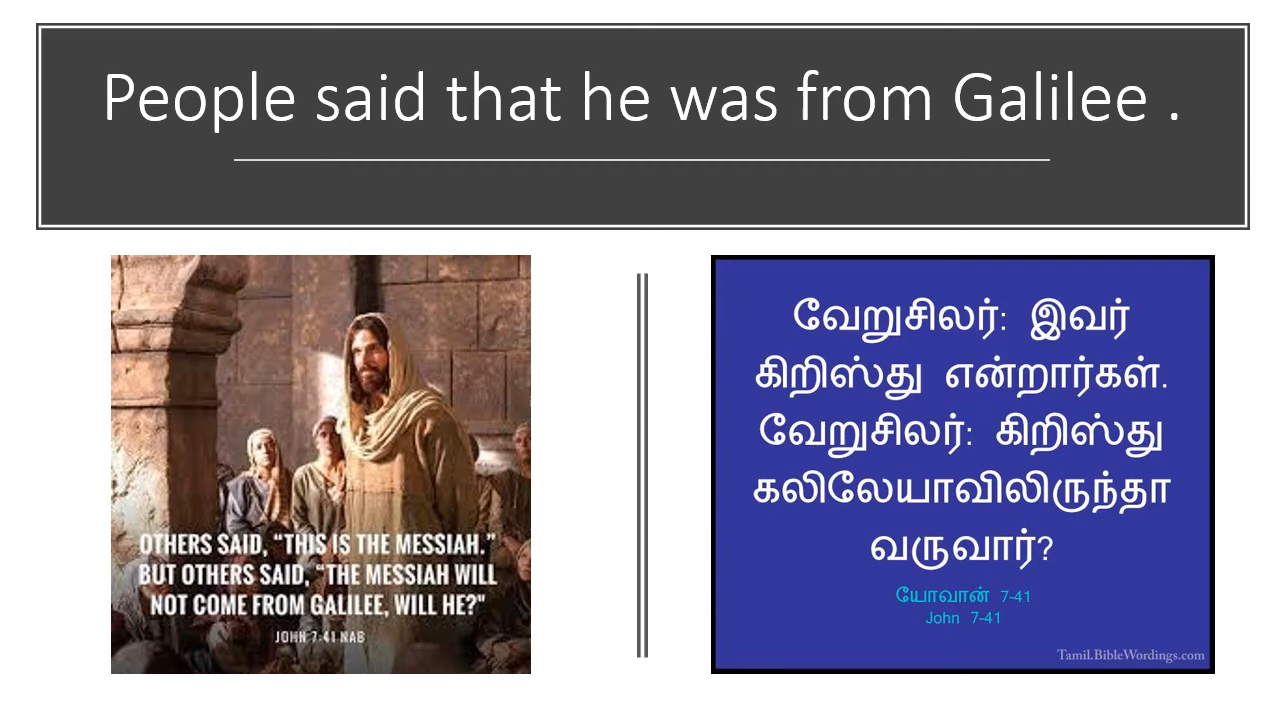 People said that he was from Galilee .
OTHERS SAID, “THIS IS THE MESSIAH.”
BUT OTHERS SAID, “THE MESSIAH WILL
NOT COME FROM GALILEE, WILL HE?"
JOHN 7:41 NAB
வேறுசிலர்: இவர்
கிறிஸ்து என்றார்கள்.
வேறுசிலர்: கிறிஸ்து
கலிலேயாவிலிருந்தா
வருவார்?
யோவான் 7-41
John 7-41
Tamil.BibleWordings.com